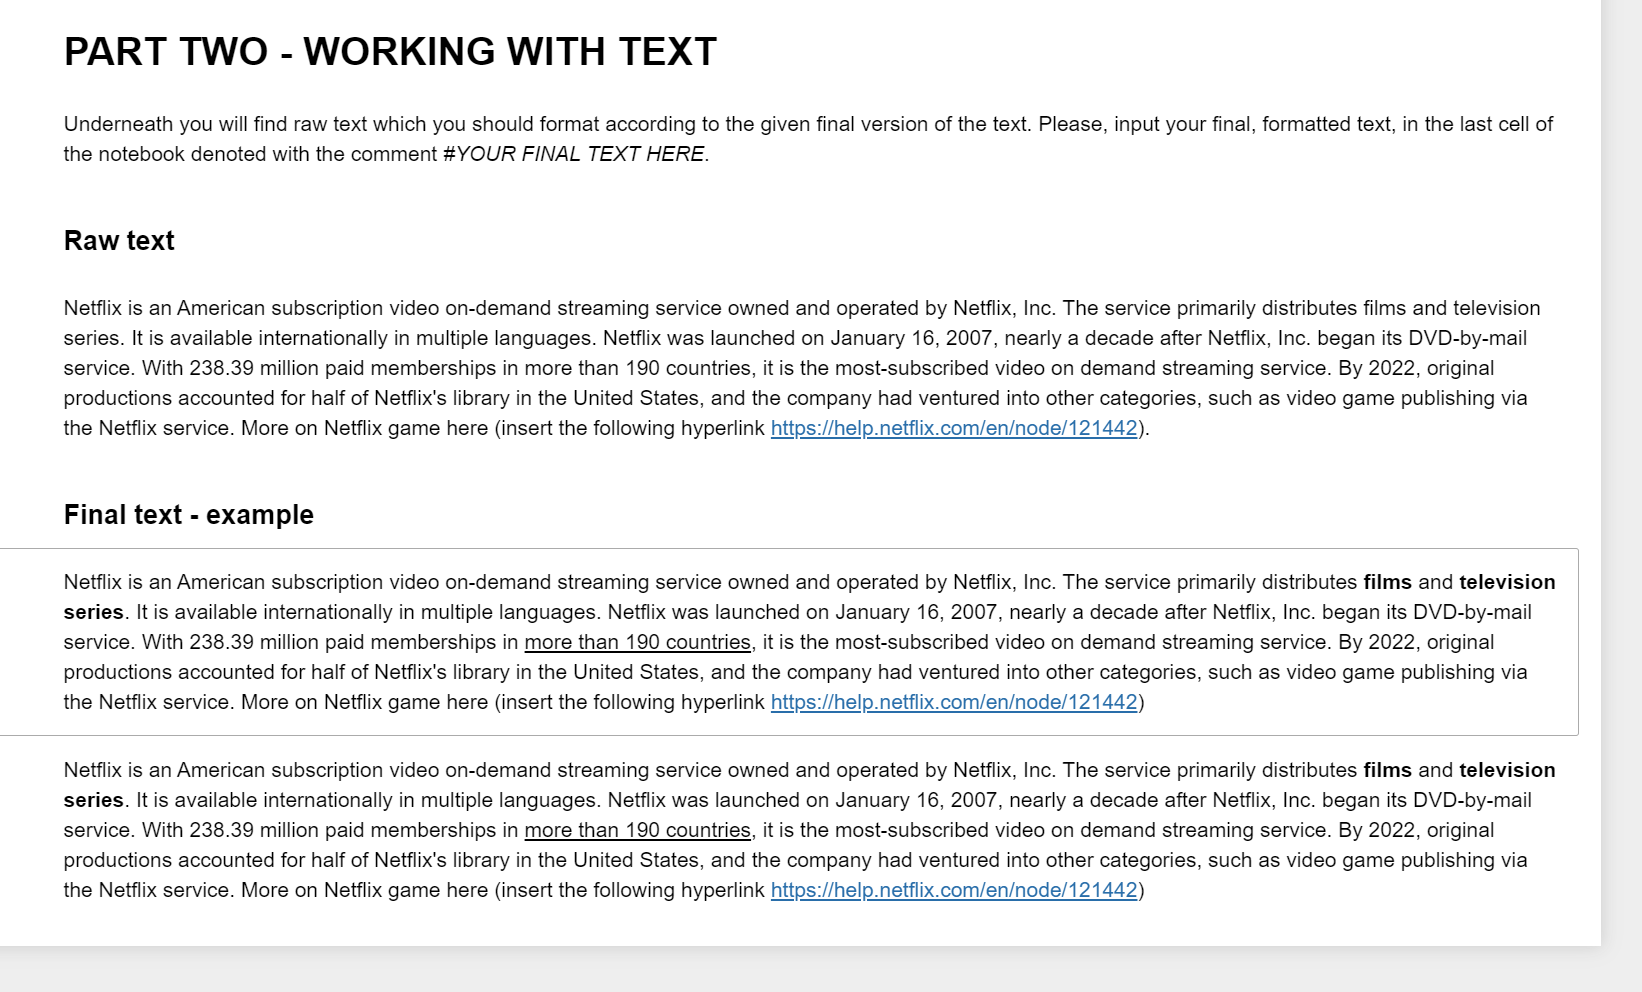 PART TWO - WORKING WITH TEXT
Underneath you will find raw text which you should format according to the given final version of the text. Please, input your final, formatted text, in the last cell of
the notebook denoted with the comment #YOUR FINAL TEXT HERE.
Raw text
Netflix is an American subscription video on-demand streaming service owned and operated by Netflix, Inc. The service primarily distributes films and television
series. It is available internationally in multiple languages. Netflix was launched on January 16, 2007, nearly a decade after Netflix, Inc. began its DVD-by-mail
service. With 238.39 million paid memberships in more than 190 countries, it is the most-subscribed video on demand streaming service. By 2022, original
productions accounted for half of Netflix's library in the United States, and the company had ventured into other categories, such as video game publishing via
the Netflix service. More on Netflix game here (insert the following hyperlink https://help.netflix.com/en/node/121442).
Final text - example
Netflix is an American subscription video on-demand streaming service owned and operated by Netflix, Inc. The service primarily distributes films and television
series. It is available internationally in multiple languages. Netflix was launched on January 16, 2007, nearly a decade after Netflix, Inc. began its DVD-by-mail
service. With 238.39 million paid memberships in more than 190 countries, it is the most-subscribed video on demand streaming service. By 2022, original
productions accounted for half of Netflix's library in the United States, and the company had ventured into other categories, such as video game publishing via
the Netflix service. More on Netflix game here (insert the following hyperlink https://help.netflix.com/en/node/121442)
Netflix is an American subscription video on-demand streaming service owned and operated by Netflix, Inc. The service primarily distributes films and television
series. It is available internationally in multiple languages. Netflix was launched on January 16, 2007, nearly a decade after Netflix, Inc. began its DVD-by-mail
service. With 238.39 million paid memberships in more than 190 countries, it is the most-subscribed video on demand streaming service. By 2022, original
productions accounted for half of Netflix's library in the United States, and the company had ventured into other categories, such as video game publishing via
the Netflix service. More on Netflix game here (insert the following hyperlink https://help.netflix.com/en/node/121442)